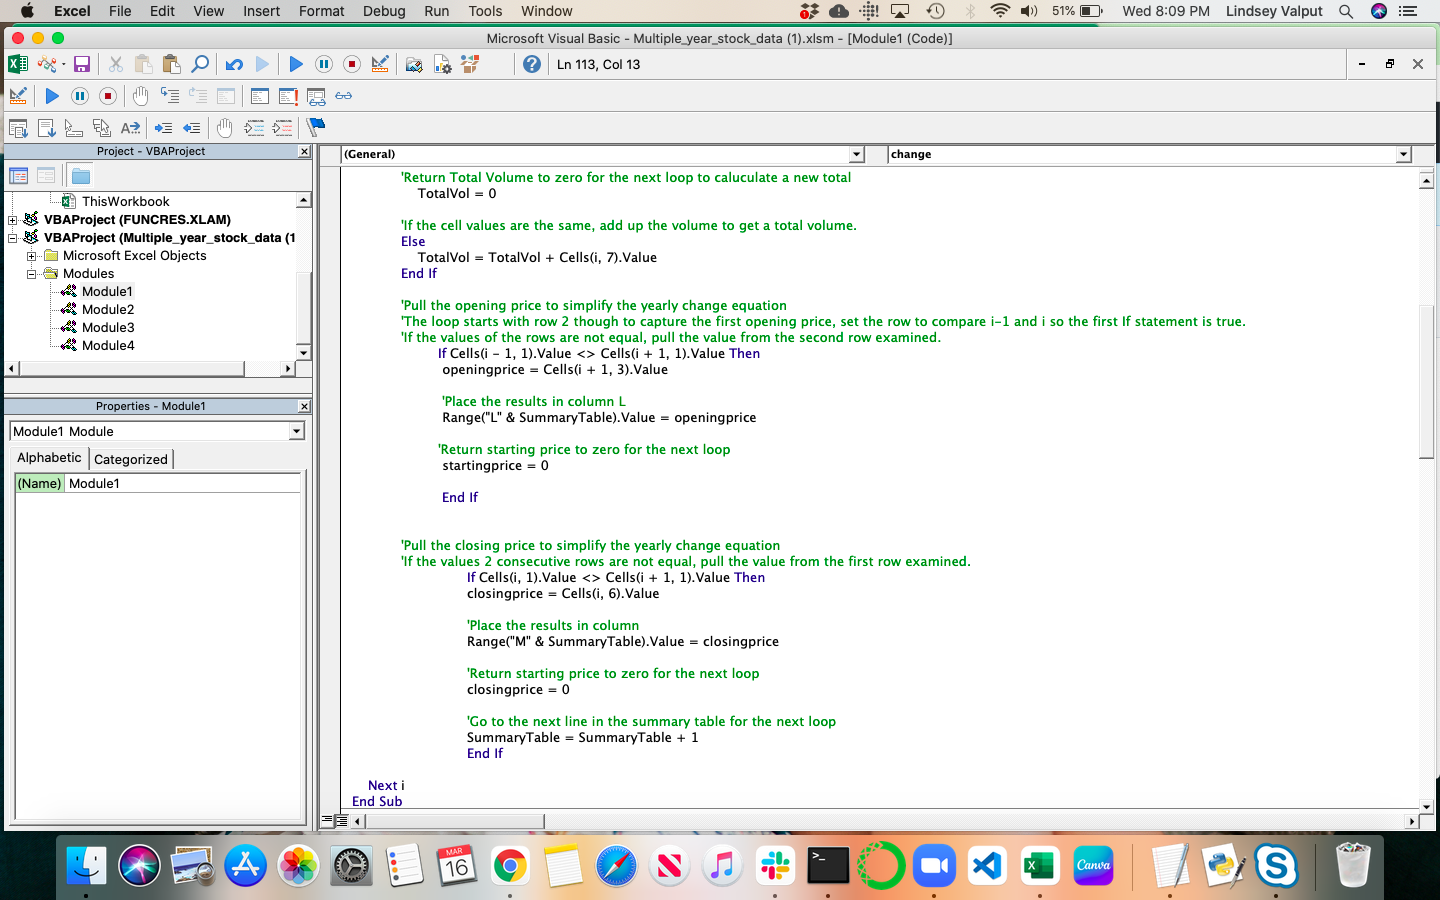 Excel File Edit View Insert Format Debug Run Tools Window 51% Wed 8:09 PM Lindsey Valput
Microsoft Visual Basic - Multiple_year_stock_data (1).xlsm - [Module1 (Code)]
Ln 113, Col 13
Project - VBAProject
(General) change
ThisWorkbook
VBAProject (FUNCRES.XLAM)
VBAProject (Multiple_year_stock_data (1
Microsoft Excel Objects
Modules
Module1
Module2
Module3
Module4
Properties - Module1
Module1 Module
Alphabetic Categorized
(Name) Module1
'Return Total Volume to zero for the next loop to caluculate a new total
TotalVol = 0
'If the cell values are the same, add up the volume to get a total volume.
Else
TotalVol = TotalVol + Cells(i, 7).Value
End If
'Pull the opening price to simplify the yearly change equation
'The loop starts with row 2 though to capture the first opening price, set the row to compare i-1 and i so the first If statement is true.
'If the values of the rows are not equal, pull the value from the second row examined.
If Cells(i - 1, 1).Value <> Cells(i + 1, 1).Value Then
openingprice = Cells(i + 1, 3).Value
'Place the results in column L
Range("L" & SummaryTable).Value = openingprice
'Return starting price to zero for the next loop
startingprice = 0
End If
'Pull the closing price to simplify the yearly change equation
'If the values 2 consecutive rows are not equal, pull the value from the first row examined.
If Cells(i, 1).Value <> Cells(i + 1, 1).Value Then
closingprice = Cells(i, 6).Value
'Place the results in column
Range("M" & SummaryTable).Value = closingprice
'Return starting price to zero for the next loop
closingprice = 0
'Go to the next line in the summary table for the next loop
SummaryTable = SummaryTable + 1
End If
Next i
End Sub
MAR
16
Canva